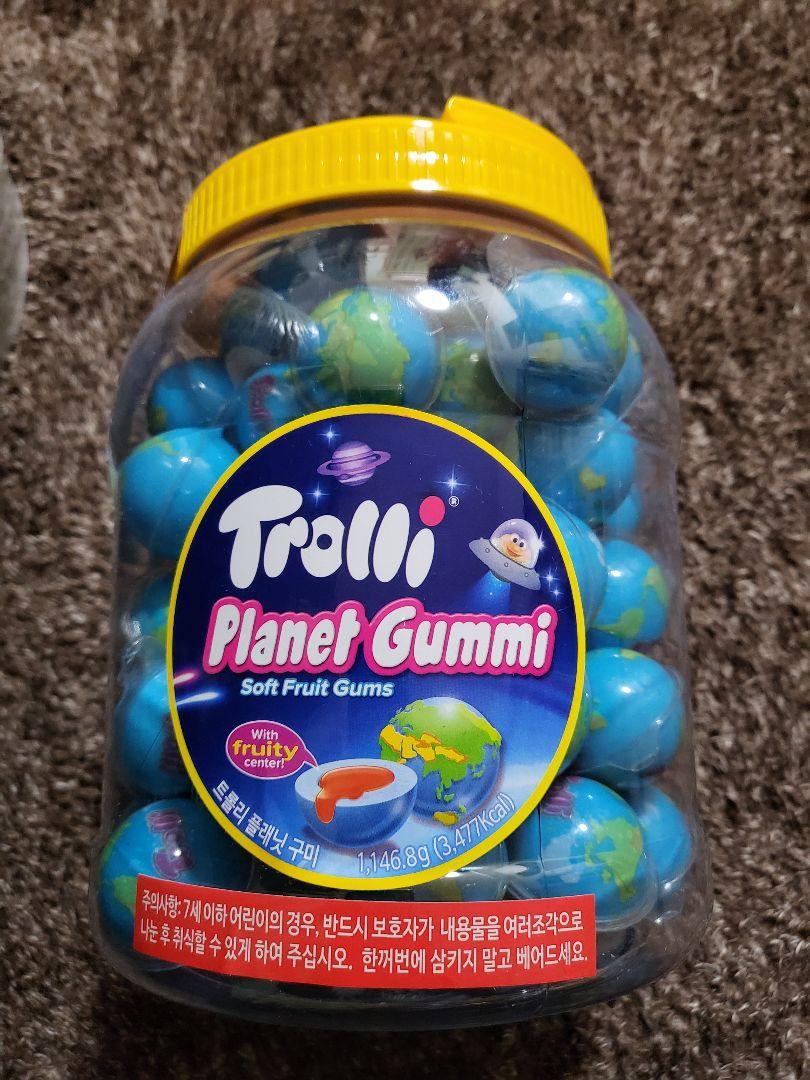 Trolli®
Planet Gummi
Soft Fruit Gums
With
fruity
center!
트롤리 플래닛 구미
1,146.8g (3,477Kcal)
주의사항: 7세 이하 어린이의 경우, 반드시 보호자가 내용물을 여러조각으로
나눈 후 취식할 수 있게 하여 주십시오. 한꺼번에 삼키지 말고 베어드세요.